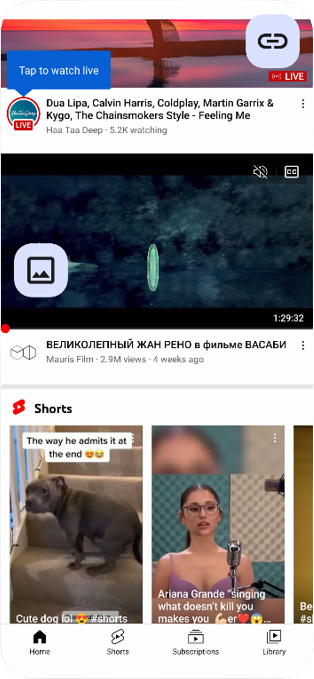 LIVE
Tap to watch live
LIVE
Dua Lipa, Calvin Harris, Coldplay, Martin Garrix &
Kygo, The Chainsmokers Style - Feeling Me
Haa Taa Deep · 5.2K watching
CC
1:29:32
ВЕЛИКОЛЕПНЫЙ ЖАН РЕНО в фильме ВАСАБИ
Mauris Film · 2.9M views · 4 weeks ago
Shorts
The way he admits it at
the end 😍😂
Cute dog lol 😍 #shorts
Ariana Grande "singing
what doesn't kill you
makes you 💪er❤️😱...
Be
#s
Home
Shorts
Subscriptions
Library